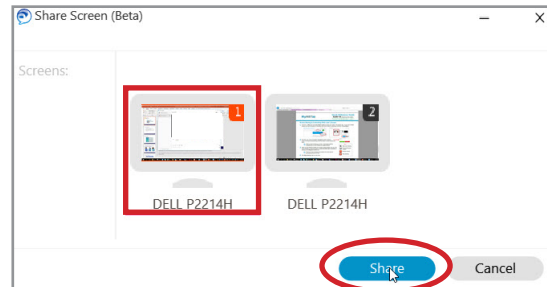 Share Screen (Beta)
Screens:
1
2
DELL P2214H
DELL P2214H
Share
Cancel